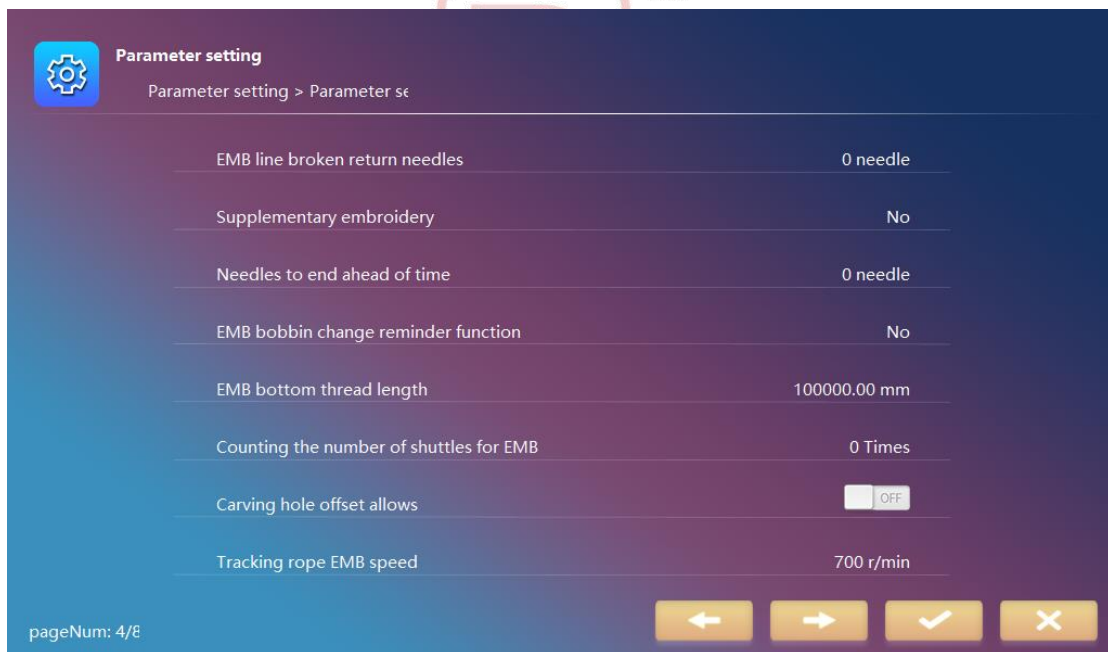 Parameter setting
Parameter setting > Parameter se
EMB line broken return needles 0 needle
Supplementary embroidery No
Needles to end ahead of time 0 needle
EMB bobbin change reminder function No
EMB bottom thread length 100000.00 mm
Counting the number of shuttles for EMB 0 Times
Carving hole offset allows OFF
Tracking rope EMB speed 700 r/min
pageNum: 4/8